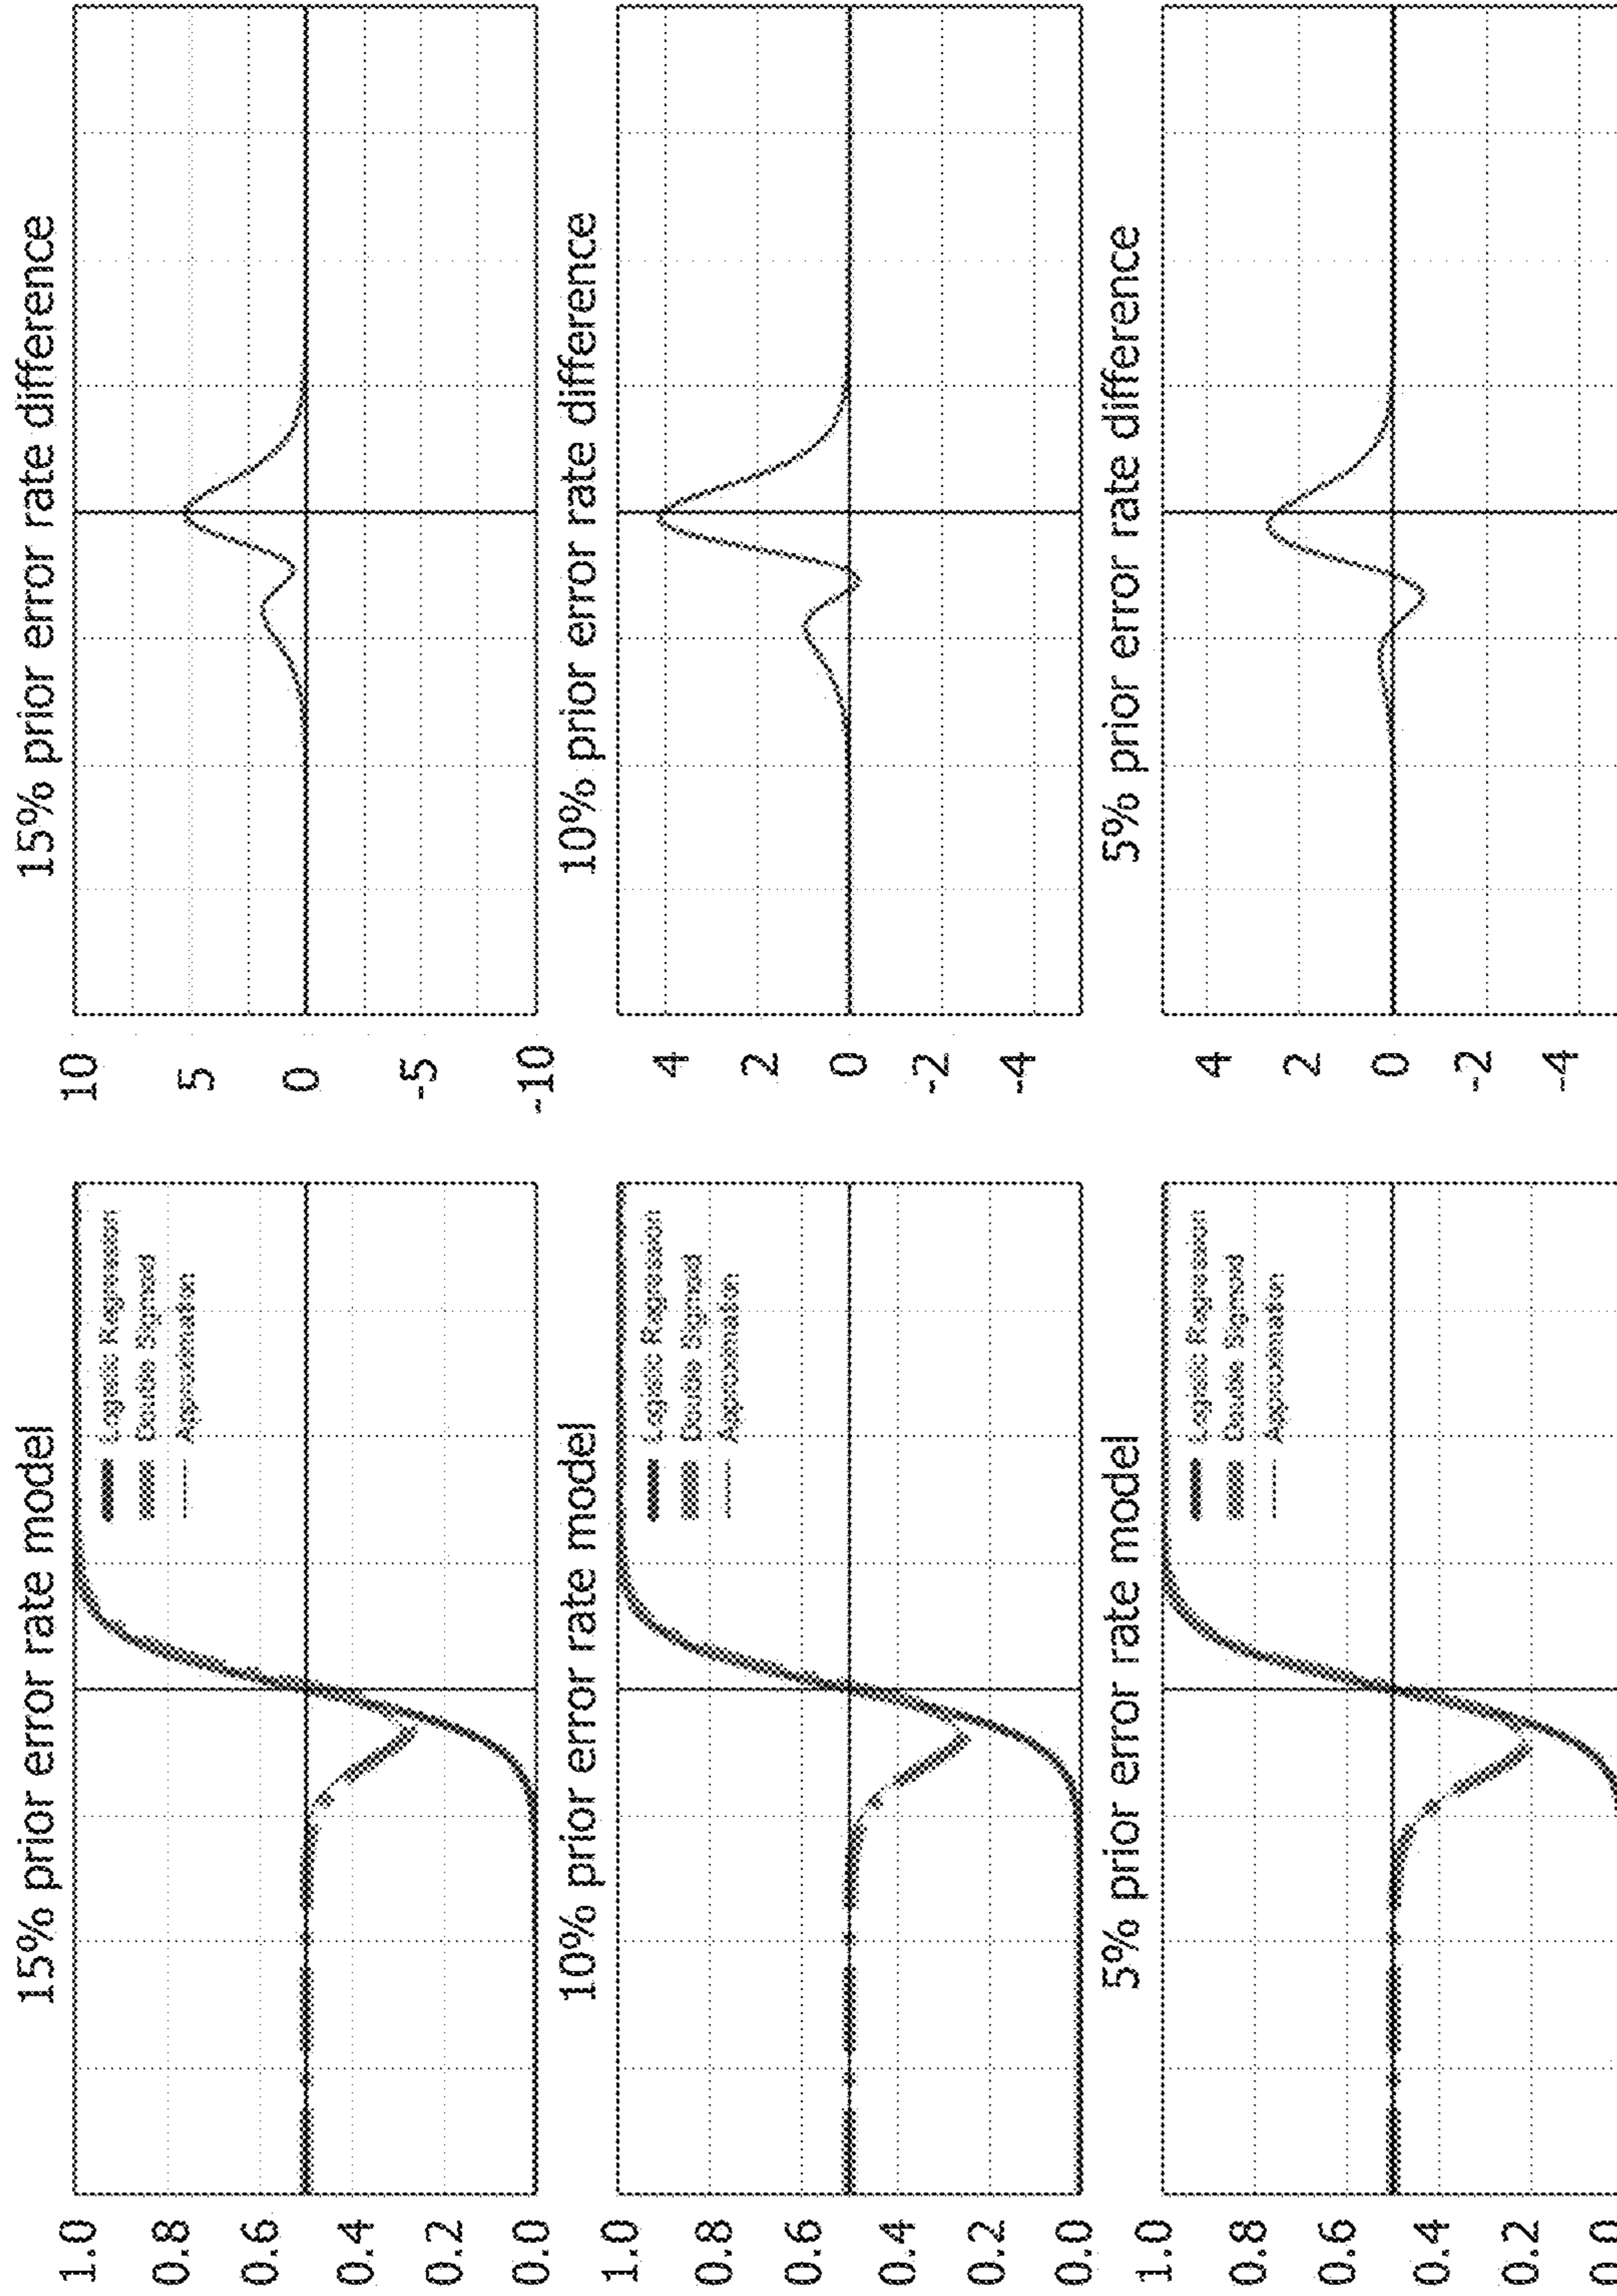 15% prior error rate model
1.0
0.8
0.6
0.4
0.2
0.0
Logistic Regression
Double Sigmoid
Approximation
15% prior error rate difference
10
5
0
-5
-10
10% prior error rate model
1.0
0.8
0.6
0.4
0.2
0.0
Logistic Regression
Double Sigmoid
Approximation
10% prior error rate difference
4
2
0
-2
-4
5% prior error rate model
1.0
0.8
0.6
0.4
0.2
0.0
Logistic Regression
Double Sigmoid
Approximation
5% prior error rate difference
4
2
0
-2
-4